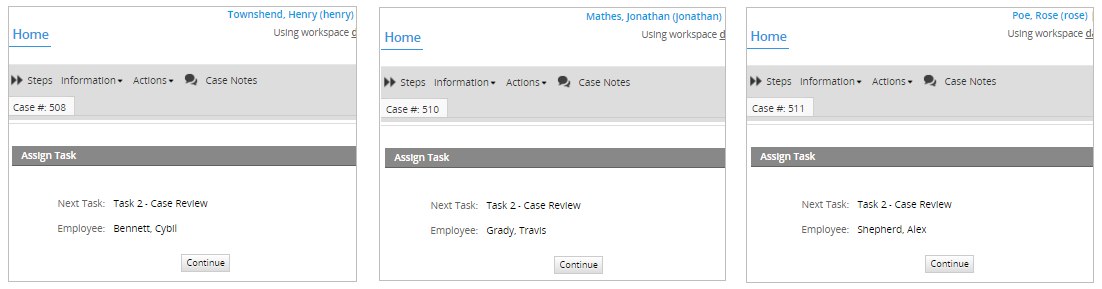 Townshend, Henry (henry)
Home
Using workspace d
Steps Information Actions Case Notes
Case #: 508
Assign Task
Next Task: Task 2 - Case Review
Employee: Bennett, Cybil
Continue
Mathes, Jonathan (Jonathan)
Home
Using workspace d
Steps Information Actions Case Notes
Case #: 510
Assign Task
Next Task: Task 2 - Case Review
Employee: Grady, Travis
Continue
Poe, Rose (rose)
Home
Using workspace da
Steps Information Actions Case Notes
Case #: 511
Assign Task
Next Task: Task 2 - Case Review
Employee: Shepherd, Alex
Continue